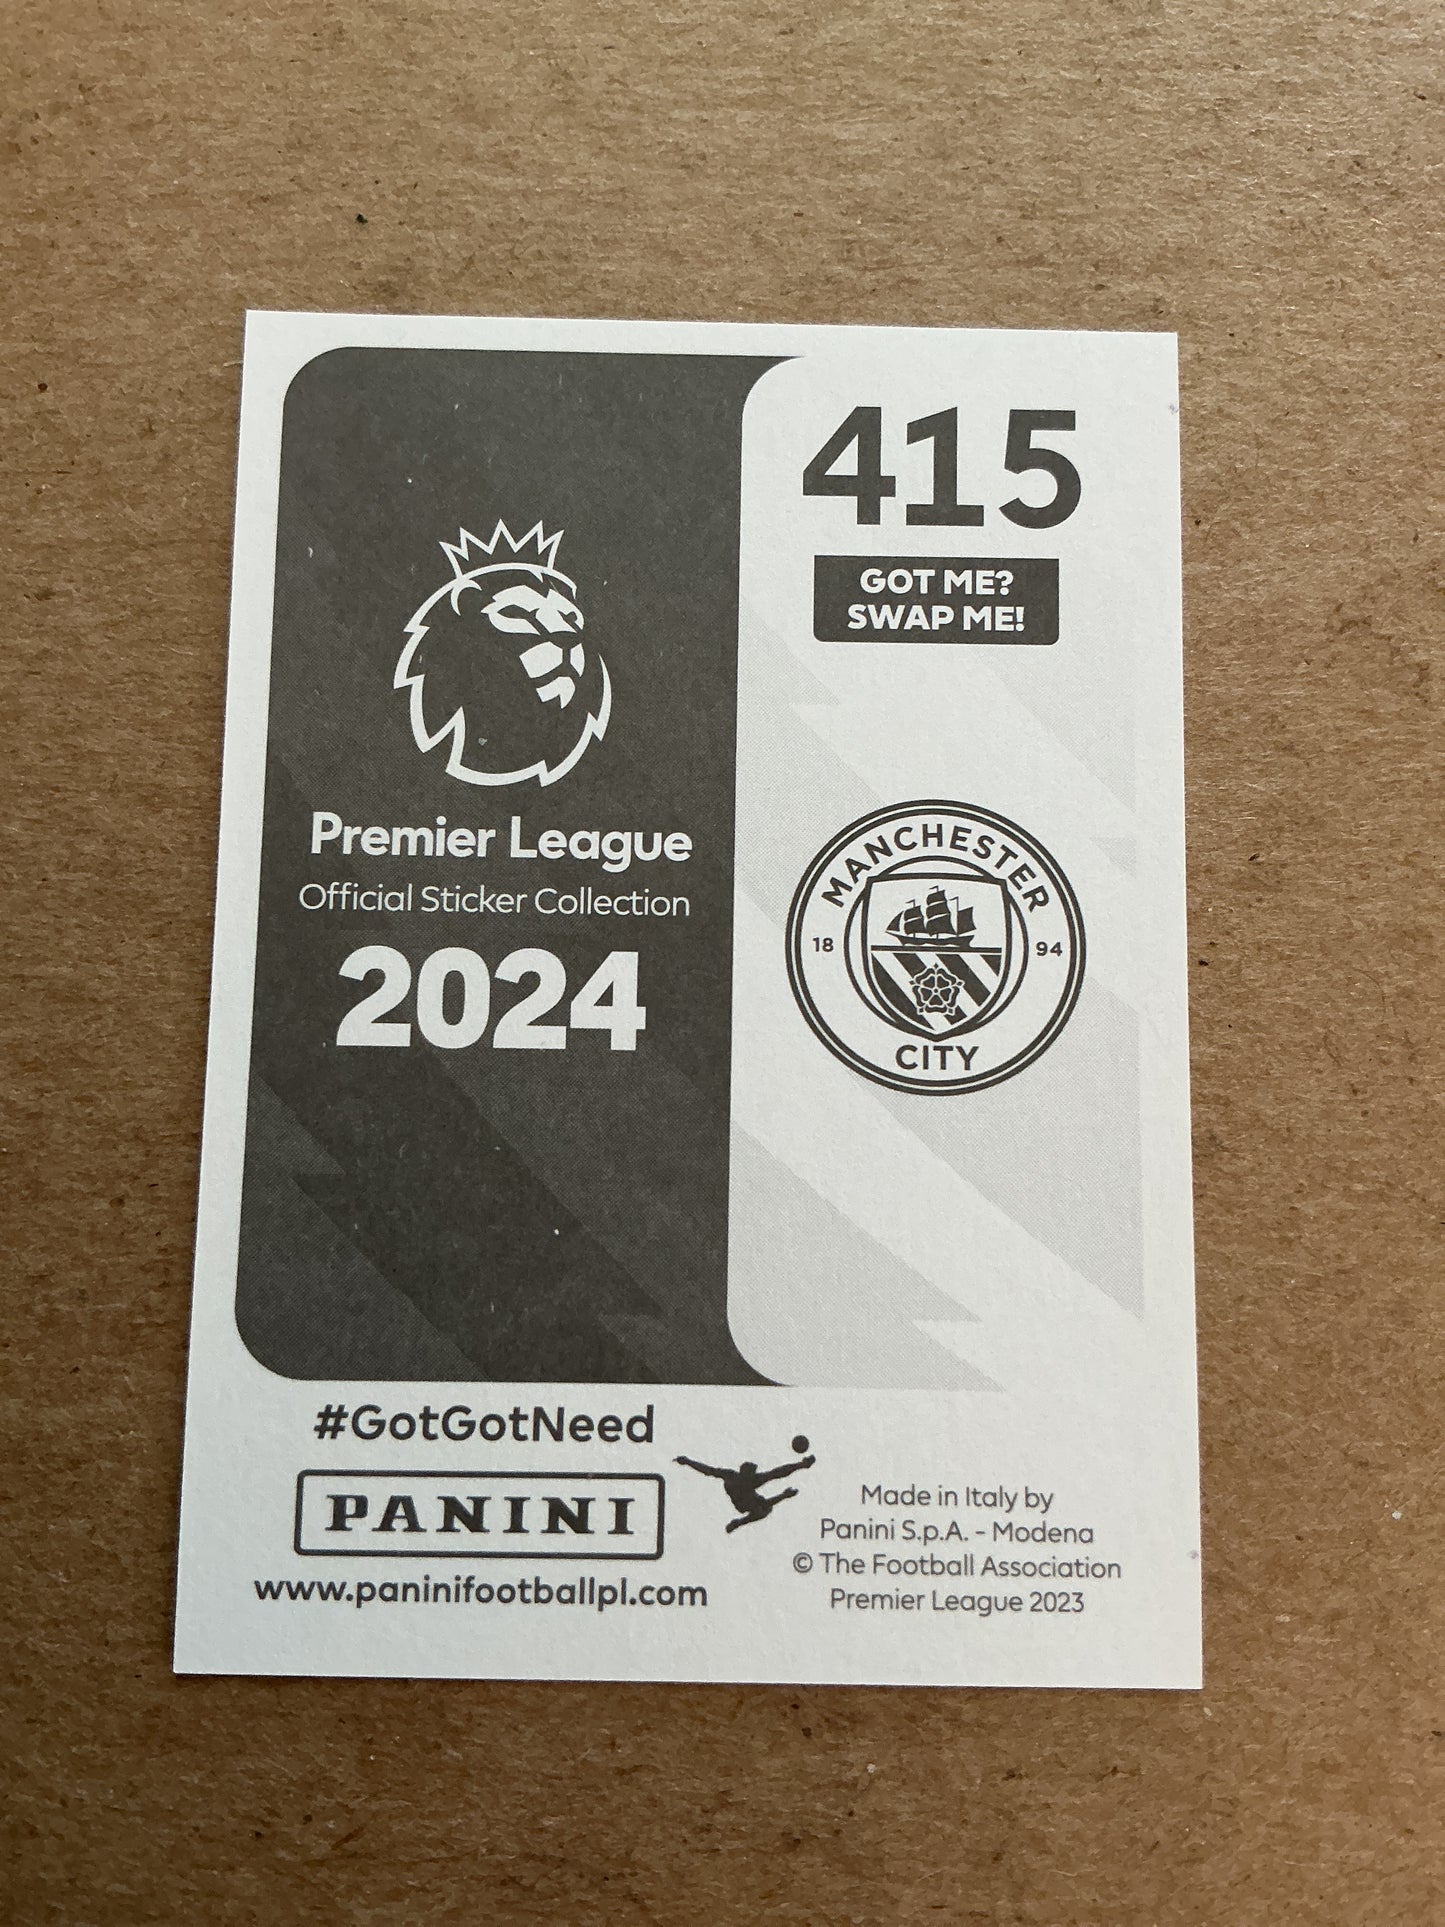 415
GOT ME?
SWAP ME!
Premier League
Official Sticker Collection
2024
MANCHESTER
18 94
CITY
#GotGotNeed
PANINI
www.paninifootballpl.com
Made in Italy by
Panini S.p.A. - Modena
© The Football Association
Premier League 2023